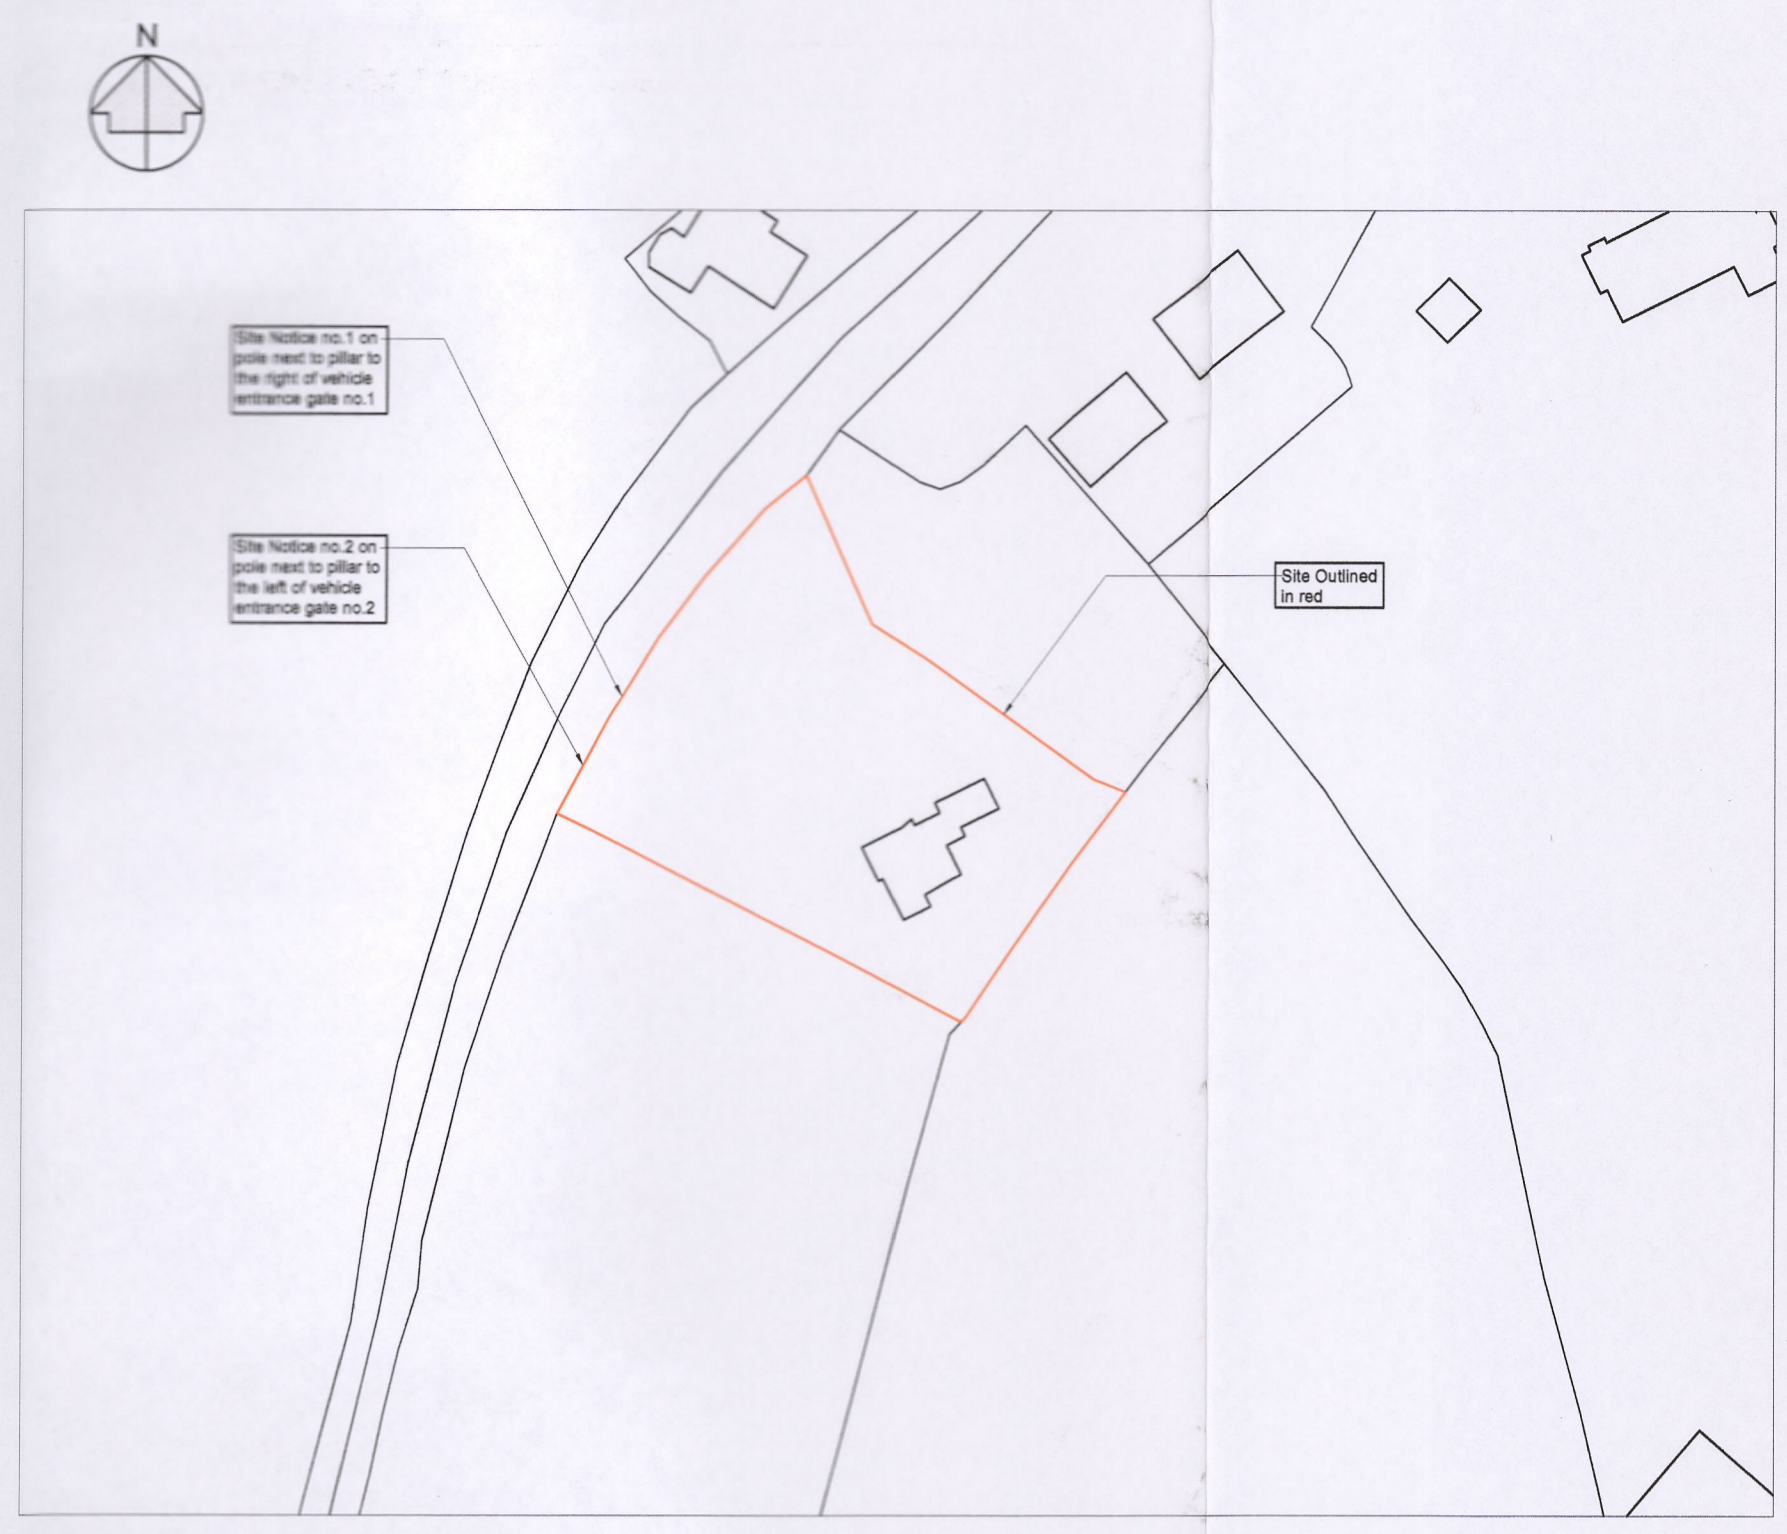 N
Site Notice no.1 on
pole next to pillar to
the right of vehicle
entrance gate no.1
Site Notice no.2 on
pole next to pillar to
the left of vehicle
entrance gate no.2
Site Outlined
in red